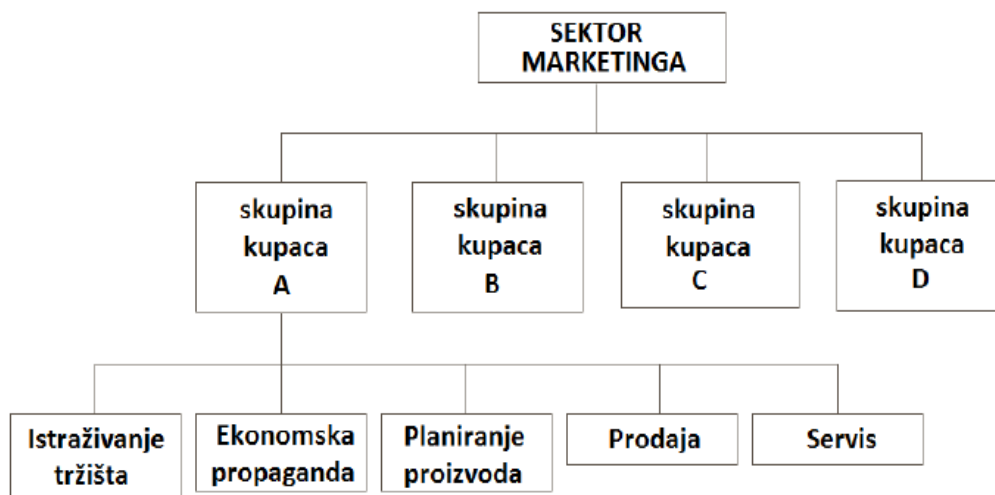 SEKTOR
MARKETINGA
skupina
kupaca
A
skupina
kupaca
B
skupina
kupaca
C
skupina
kupaca
D
Istraživanje
tržišta
Ekonomska
propaganda
Planiranje
proizvoda
Prodaja
Servis